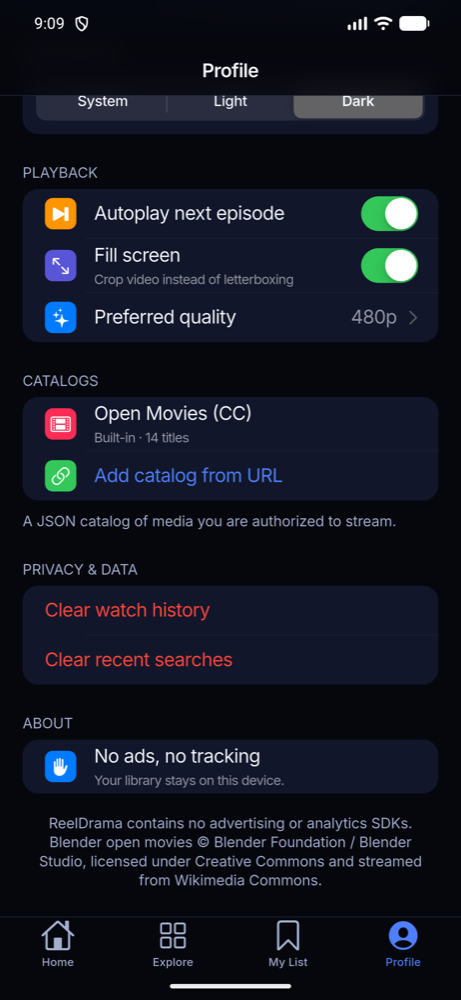 9:09
Profile
System Light Dark
PLAYBACK
Autoplay next episode
Fill screen
Crop video instead of letterboxing
Preferred quality 480p
CATALOGS
Open Movies (CC)
Built-in · 14 titles
Add catalog from URL
A JSON catalog of media you are authorized to stream.
PRIVACY & DATA
Clear watch history
Clear recent searches
ABOUT
No ads, no tracking
Your library stays on this device.
ReelDrama contains no advertising or analytics SDKs.
Blender open movies © Blender Foundation / Blender
Studio, licensed under Creative Commons and streamed
from Wikimedia Commons.
Home Explore My List Profile